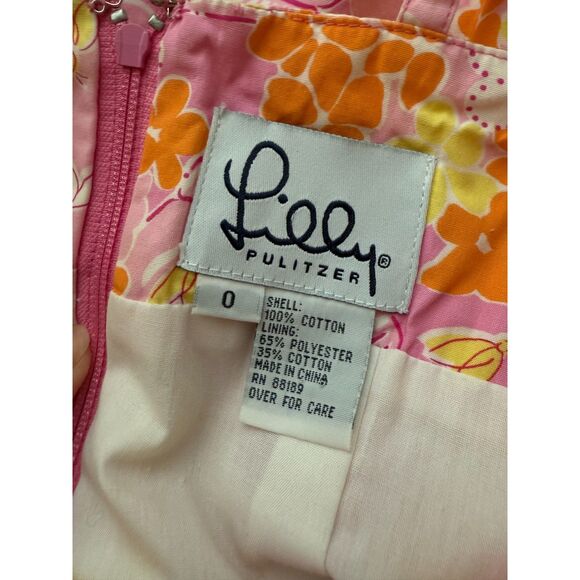 Lilly
PULITZER®
0
SHELL:
100% COTTON
LINING:
65% POLYESTER
35% COTTON
MADE IN CHINA
RN 88189
OVER FOR CARE